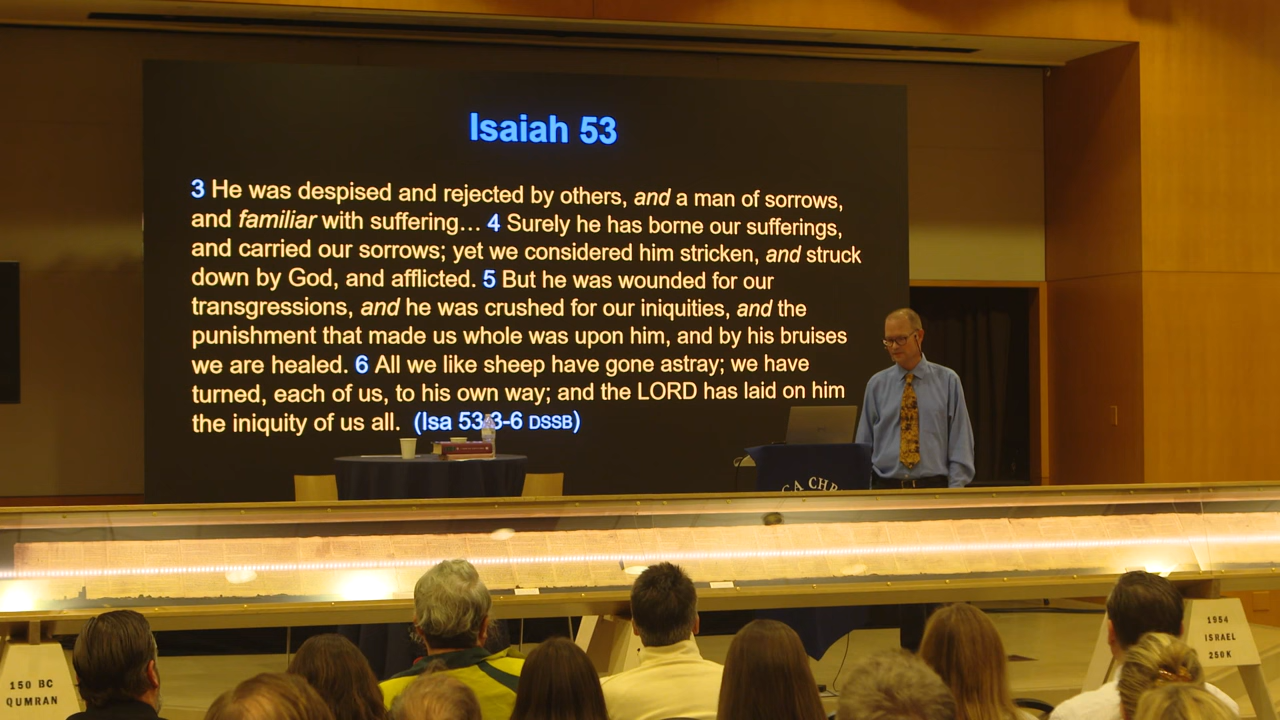 Isaiah 53
3 He was despised and rejected by others, and a man of sorrows,
and familiar with suffering... 4 Surely he has borne our sufferings,
and carried our sorrows; yet we considered him stricken, and struck
down by God, and afflicted. 5 But he was wounded for our
transgressions, and he was crushed for our iniquities, and the
punishment that made us whole was upon him, and by his bruises
we are healed. 6 All we like sheep have gone astray; we have
turned, each of us, to his own way; and the LORD has laid on him
the iniquity of us all. (Isa 53:3-6 DSSB)
150 BC
QUMRAN
1954
ISRAEL
250K